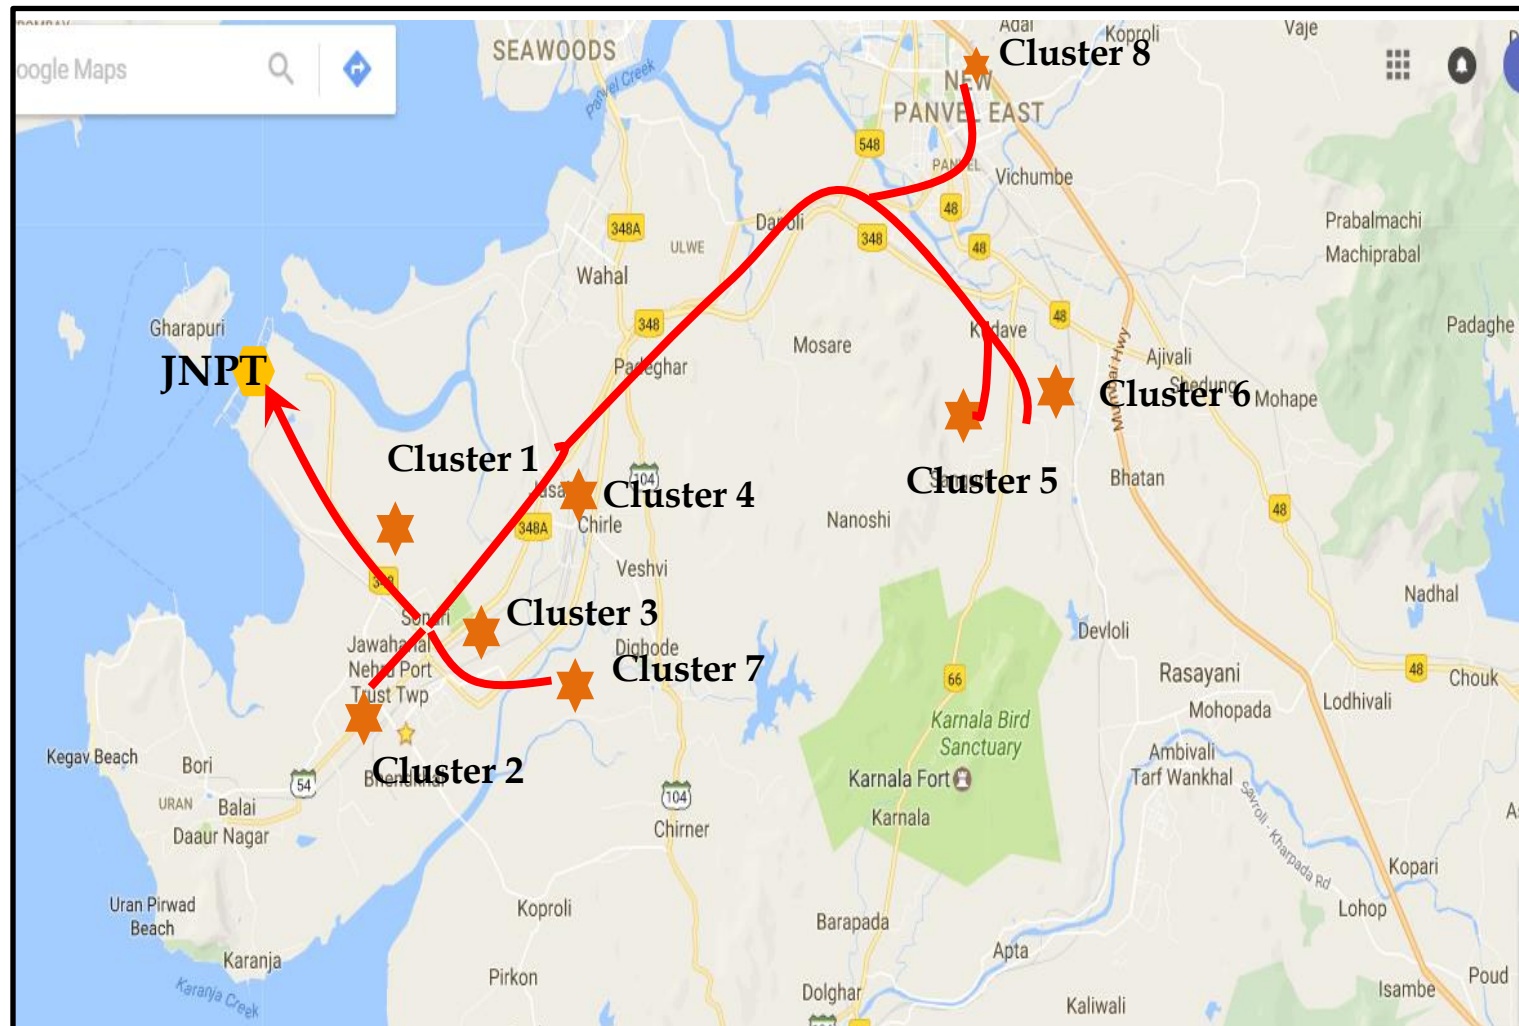 oogle Maps
SEAWOODS
Panvel Creek
Adai
Koproli
Vaje
Cluster 8
NEW
PANVEL EAST
548
PANVEL
Vichumbe
48
348A
ULWE
Dapoli
348
48
Prabalmachi
Machiprabal
Wahal
Gharapuri
348
48
Padaghe
JNPT
Mosare
Ajivali
Padeghar
Shedung
Mumbai Hwy
Cluster 6
Mohape
Cluster 1
104
Cluster 5
Bhatan
Cluster 4
348A
Chirle
Nanoshi
48
Veshvi
348
Nadhal
Sonari
Cluster 3
Devloli
Jawaharlal
Nehru Port
Trust Twp
Dighode
Cluster 7
66
Rasayani
48
Chouk
Mohopada
Lodhivali
Karnala Bird
Sanctuary
Kegav Beach
Bori
Cluster 2
Ambivali
Tarf Wankhal
54
Karnala Fort
URAN
Balai
104
Savroli - Kharpada Rd
Daaur Nagar
Chirner
Karnala
Kopari
Uran Pirwad
Beach
Koproli
Barapada
Lohop
Karanja
Apta
Karanja Creek
Pirkon
Dolghar
Kaliwali
Isambe
Poud